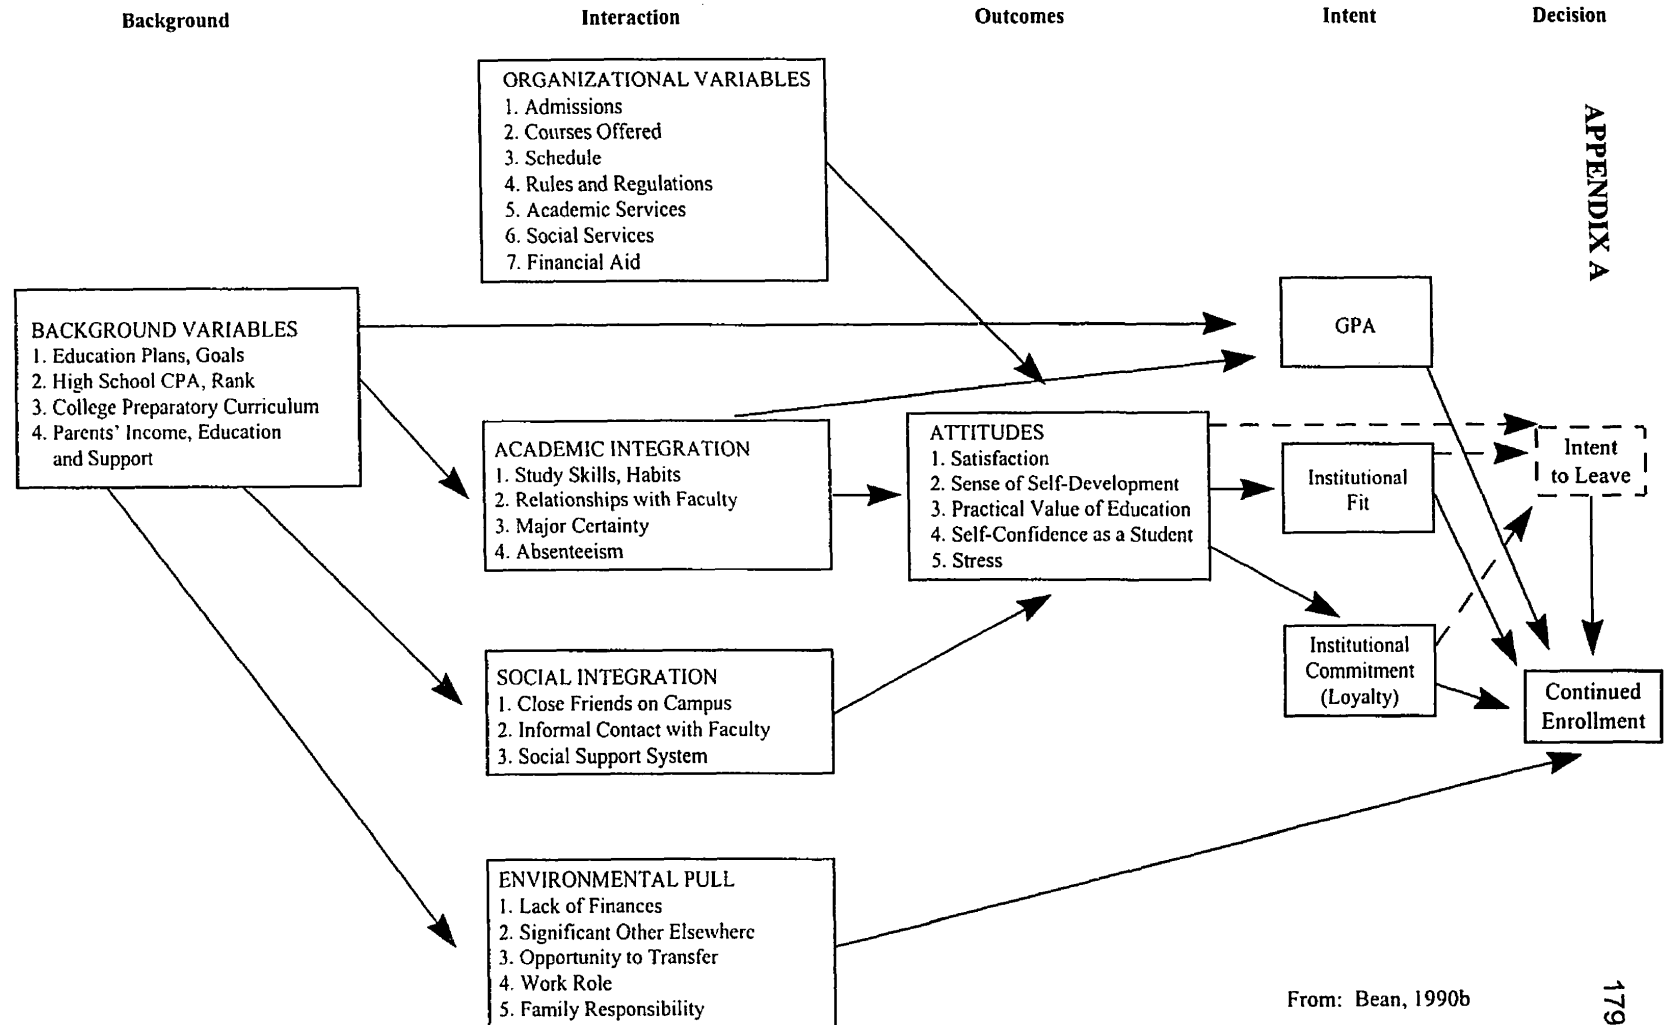 Background
Interaction
Outcomes
Intent
Decision
ORGANIZATIONAL VARIABLES
1. Admissions
2. Courses Offered
3. Schedule
4. Rules and Regulations
5. Academic Services
6. Social Services
7. Financial Aid
APPENDIX A
BACKGROUND VARIABLES
1. Education Plans, Goals
2. High School CPA, Rank
3. College Preparatory Curriculum
4. Parents' Income, Education
and Support
GPA
ACADEMIC INTEGRATION
1. Study Skills, Habits
2. Relationships with Faculty
3. Major Certainty
4. Absenteeism
ATTITUDES
1. Satisfaction
2. Sense of Self-Development
3. Practical Value of Education
4. Self-Confidence as a Student
5. Stress
Institutional
Fit
Intent
to Leave
SOCIAL INTEGRATION
1. Close Friends on Campus
2. Informal Contact with Faculty
3. Social Support System
Institutional
Commitment
(Loyalty)
Continued
Enrollment
ENVIRONMENTAL PULL
1. Lack of Finances
2. Significant Other Elsewhere
3. Opportunity to Transfer
4. Work Role
5. Family Responsibility
From: Bean, 1990b
179